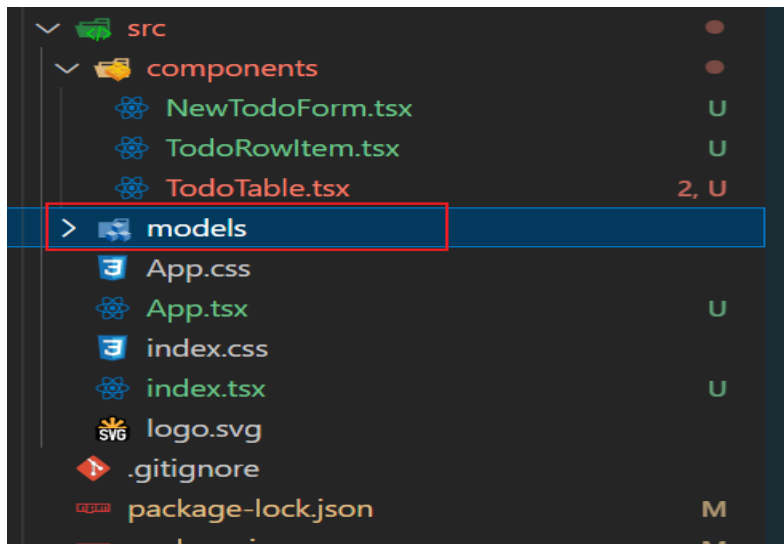 src
components
NewTodoForm.tsx U
TodoRowItem.tsx U
TodoTable.tsx 2, U
models
App.css
App.tsx U
index.css
index.tsx U
SVG logo.svg
.gitignore
package-lock.json M